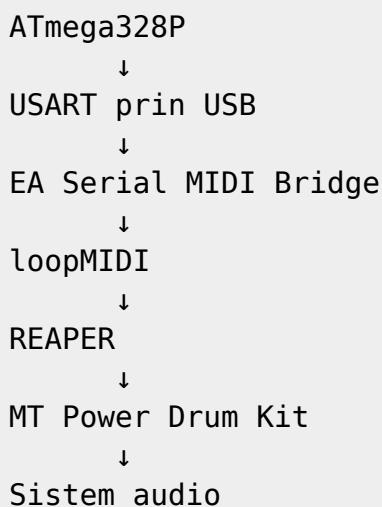 ATmega328P
↓
USART prin USB
↓
EA Serial MIDI Bridge
↓
loopMIDI
↓
REAPER
↓
MT Power Drum Kit
↓
Sistem audio